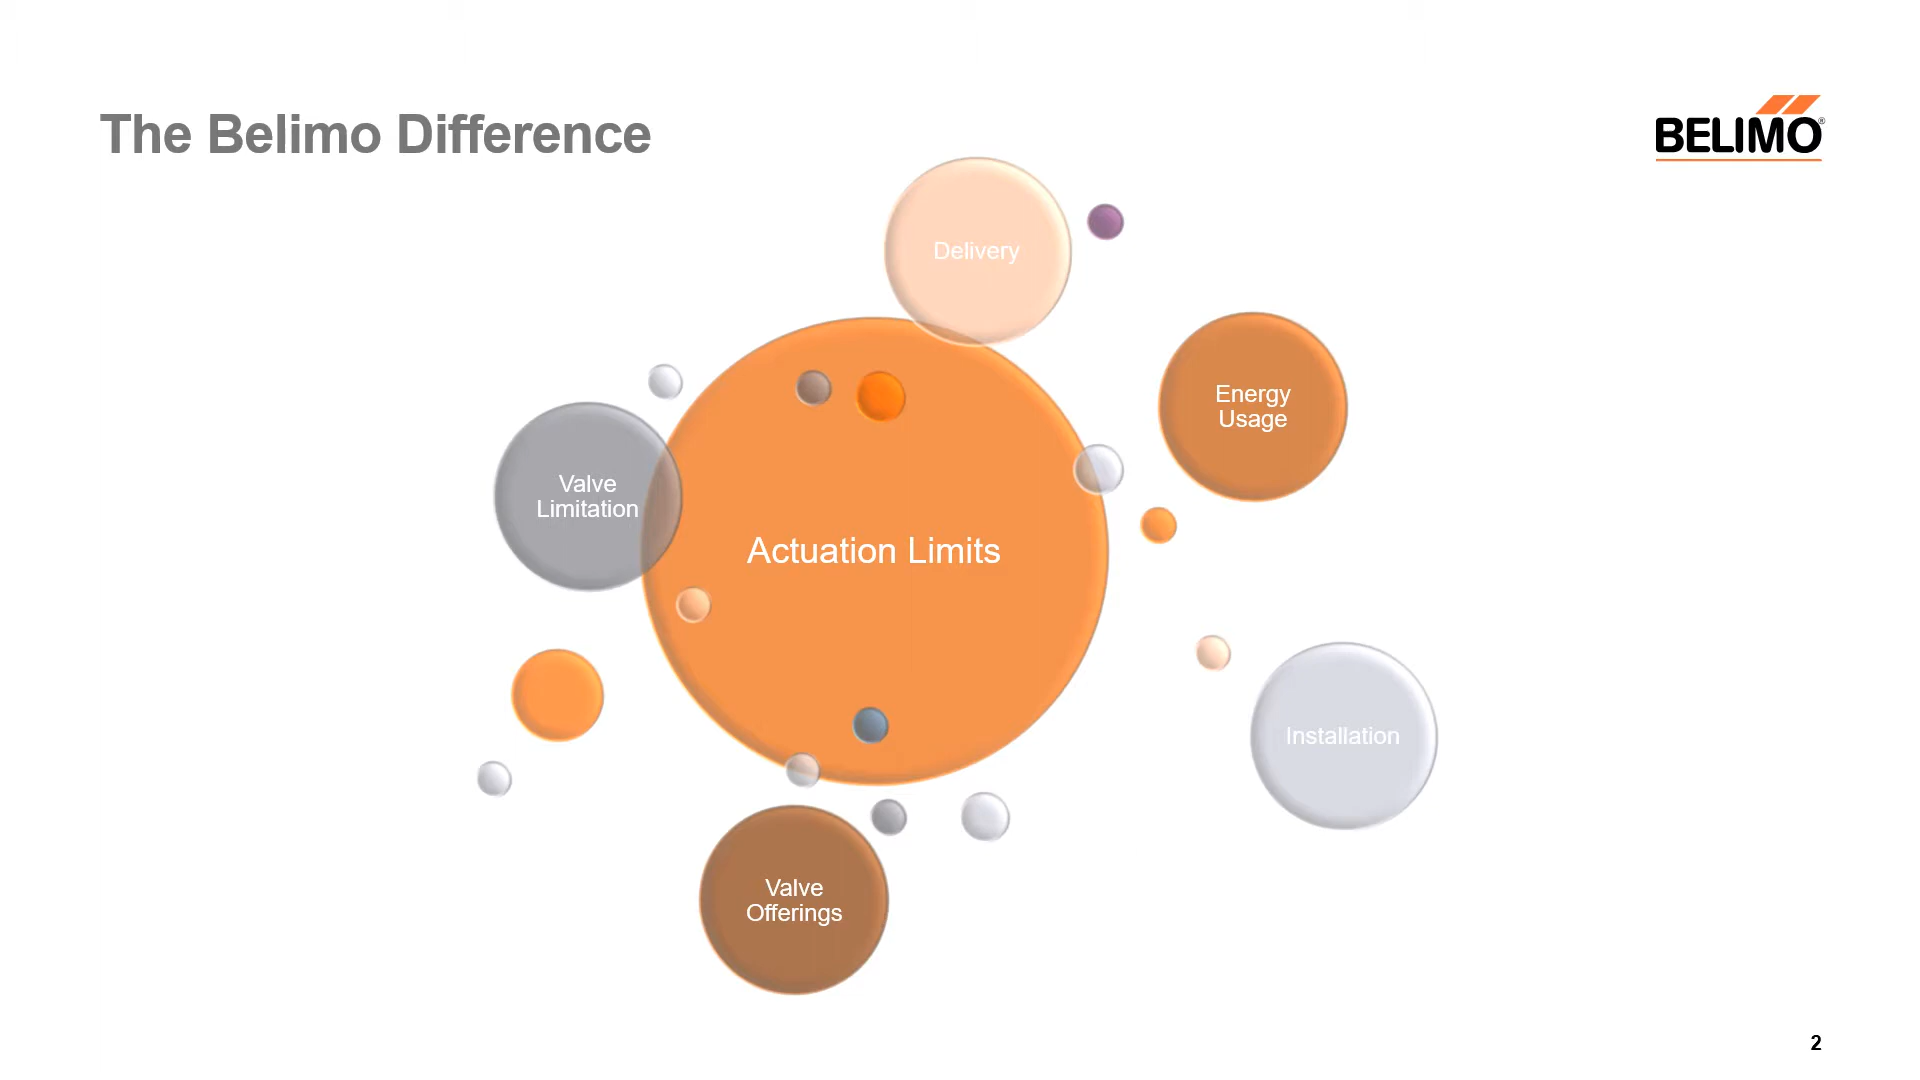 The Belimo Difference
BELIMO®
Delivery
Energy
Usage
Valve
Limitation
Actuation Limits
Installation
Valve
Offerings
2